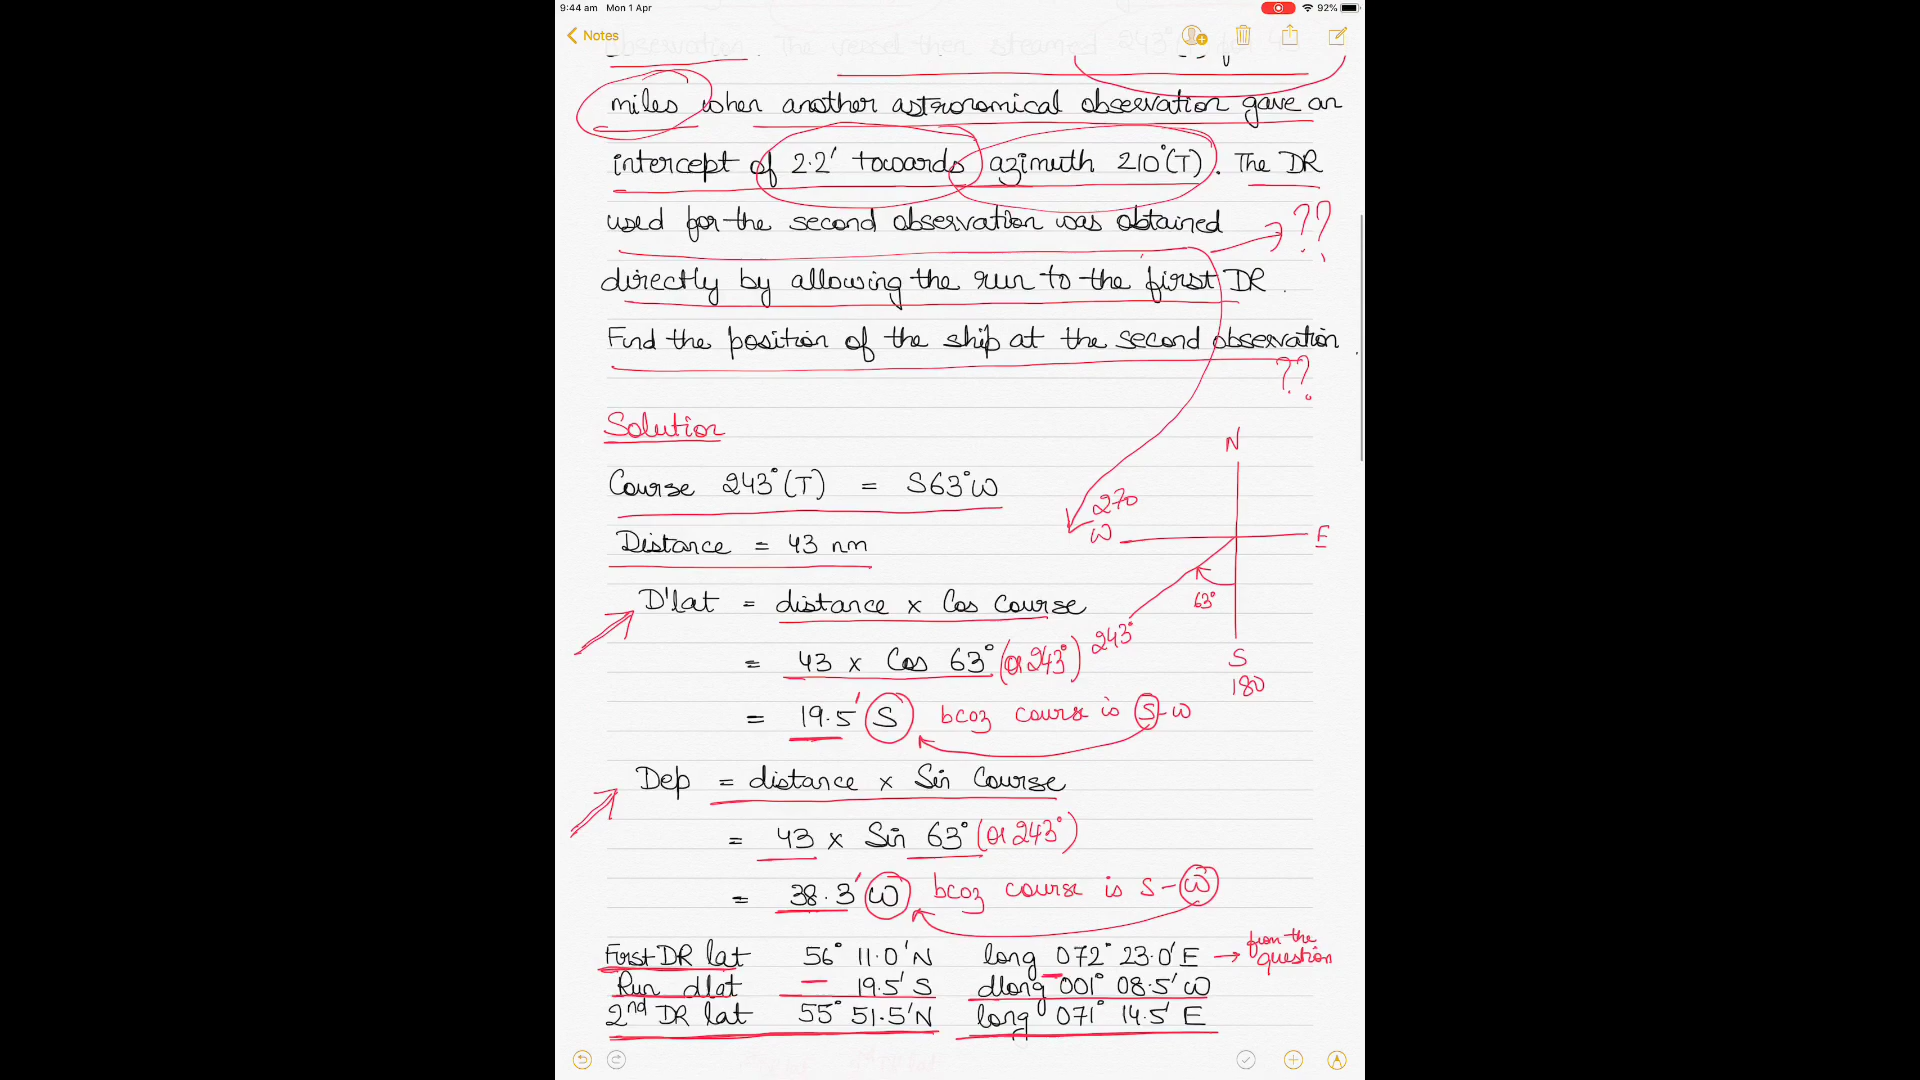 9:44 am Mon 1 Apr 92%
Notes
observation. The vessel then steamed 243°
miles when another astronomical observation gave an
intercept of 2.2' towards azimuth 210°(T). The DR
used for the second observation was obtained ??
directly by allowing the run to the first DR.
Find the position of the ship at the second observation.
??
Solution
N
Course 243°(T) = S63°W
270
W E
Distance = 43 nm
63°
D'lat = distance x Cos Course
243°
= 43 x Cos 63° (or 243°)
S
180
= 19.5' S bcoz course is S-W
Dep = distance x Sin Course
= 43 x Sin 63° (or 243°)
= 38.3' W bcoz course is S-W
First DR lat 56° 11.0'N long 072° 23.0' E → from the question
Run dlat 19.5' S dlong 001° 08.5' W
2nd DR lat 55° 51.5'N long 071° 14.5' E